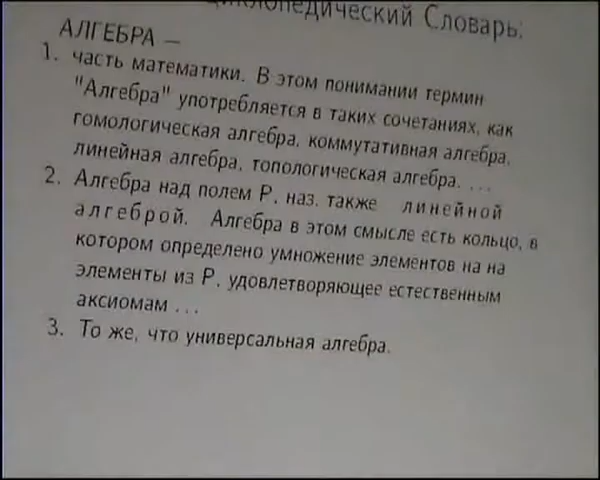 циклопедический Словарь:
АЛГЕБРА —
1. часть математики. В этом понимании термин
"Алгебра" употребляется в таких сочетаниях, как
гомологическая алгебра, коммутативная алгебра,
линейная алгебра, топологическая алгебра, ...
2. Алгебра над полем P, наз. также линейной
алгеброй. Алгебра в этом смысле есть кольцо, в
котором определено умножение элементов на на
элементы из P, удовлетворяющее естественным
аксиомам ...
3. То же, что универсальная алгебра.